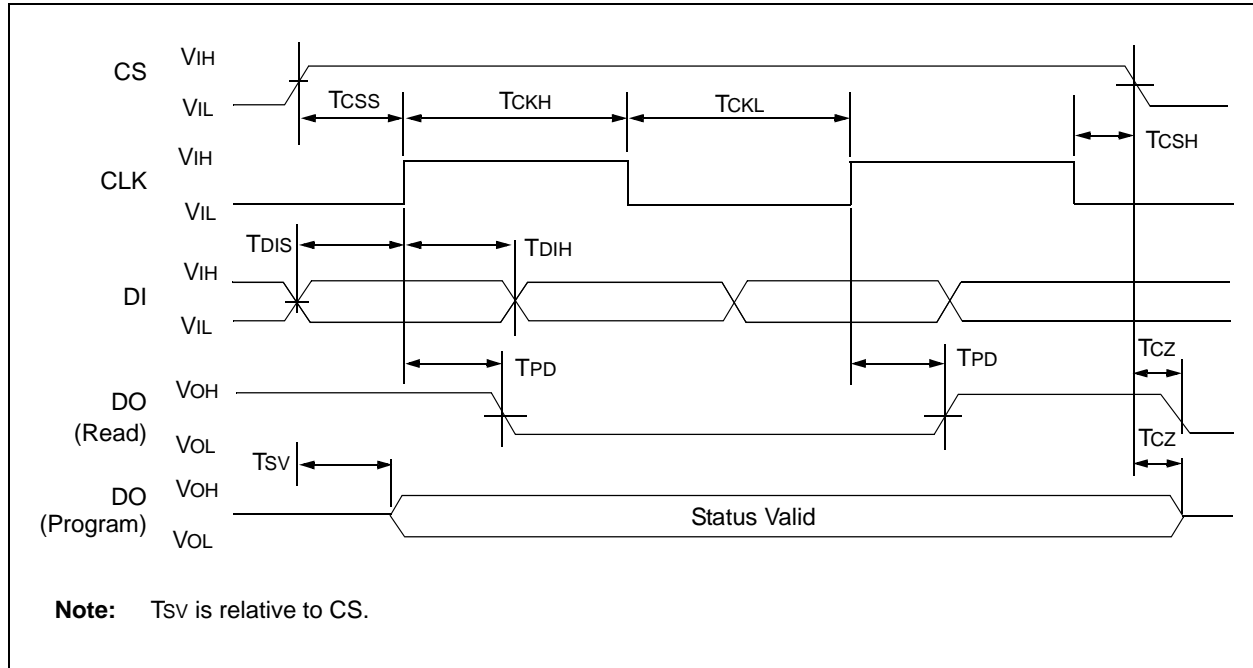 CS
VIH
VIL
TCSS
TCKH
TCKL
TCSH
CLK
VIH
VIL
TDIS
TDIH
DI
VIH
VIL
TPD
TPD
TCZ
DO
(Read)
VOH
VOL
TCZ
TSV
DO
(Program)
VOH
VOL
Status Valid
Note: TSV is relative to CS.